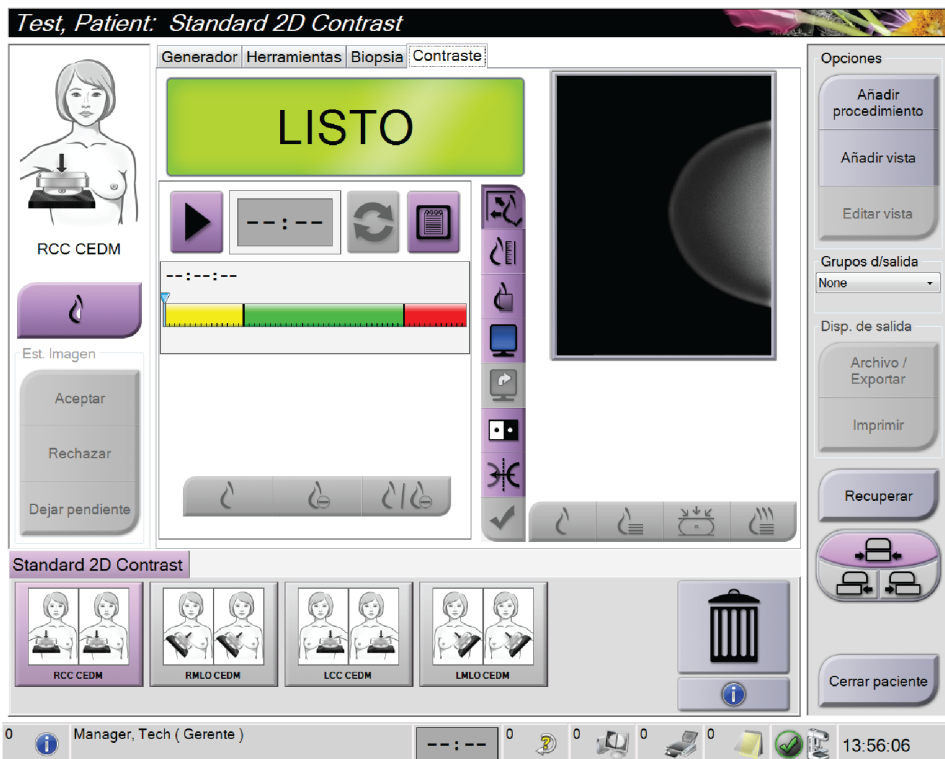 Test, Patient: Standard 2D Contrast
Generador Herramientas Biopsia Contraste
LISTO
--:--
--:--:--
RCC CEDM
Est. Imagen
Aceptar
Rechazar
Dejar pendiente
Opciones
Añadir
procedimiento
Añadir vista
Editar vista
Grupos d/salida
None
Disp. de salida
Archivo /
Exportar
Imprimir
Recuperar
Cerrar paciente
Standard 2D Contrast
RCC CEDM
RMLO CEDM
LCC CEDM
LMLO CEDM
0 Manager, Tech ( Gerente ) --:-- 0 0 0 0 13:56:06